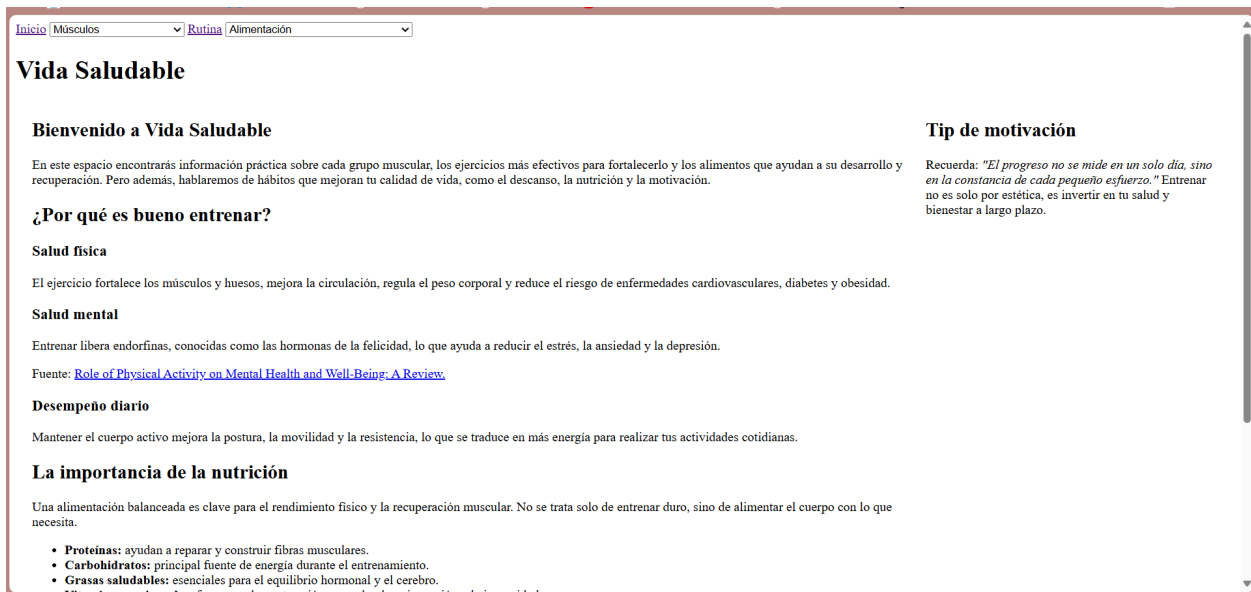 Inicio Músculos Rutina Alimentación
Vida Saludable
Bienvenido a Vida Saludable
En este espacio encontrarás información práctica sobre cada grupo muscular, los ejercicios más efectivos para fortalecerlo y los alimentos que ayudan a su desarrollo y
recuperación. Pero además, hablaremos de hábitos que mejoran tu calidad de vida, como el descanso, la nutrición y la motivación.
¿Por qué es bueno entrenar?
Salud física
El ejercicio fortalece los músculos y huesos, mejora la circulación, regula el peso corporal y reduce el riesgo de enfermedades cardiovasculares, diabetes y obesidad.
Salud mental
Entrenar libera endorfinas, conocidas como las hormonas de la felicidad, lo que ayuda a reducir el estrés, la ansiedad y la depresión.
Fuente: Role of Physical Activity on Mental Health and Well-Being: A Review.
Desempeño diario
Mantener el cuerpo activo mejora la postura, la movilidad y la resistencia, lo que se traduce en más energía para realizar tus actividades cotidianas.
La importancia de la nutrición
Una alimentación balanceada es clave para el rendimiento físico y la recuperación muscular. No se trata solo de entrenar duro, sino de alimentar el cuerpo con lo que
necesita.
• Proteínas: ayudan a reparar y construir fibras musculares.
• Carbohidratos: principal fuente de energía durante el entrenamiento.
• Grasas saludables: esenciales para el equilibrio hormonal y el cerebro.
Tip de motivación
Recuerda: "El progreso no se mide en un solo día, sino
en la constancia de cada pequeño esfuerzo." Entrenar
no es solo por estética, es invertir en tu salud y
bienestar a largo plazo.